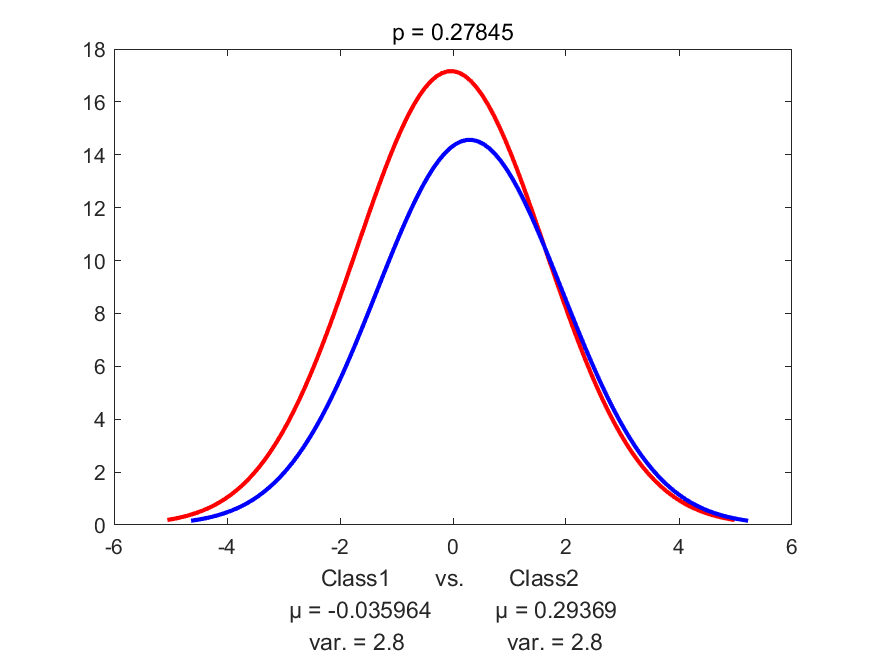 p = 0.27845
18
16
14
12
10
8
6
4
2
0
-6 -4 -2 0 2 4 6
Class1 vs. Class2
μ = -0.035964 μ = 0.29369
var. = 2.8 var. = 2.8